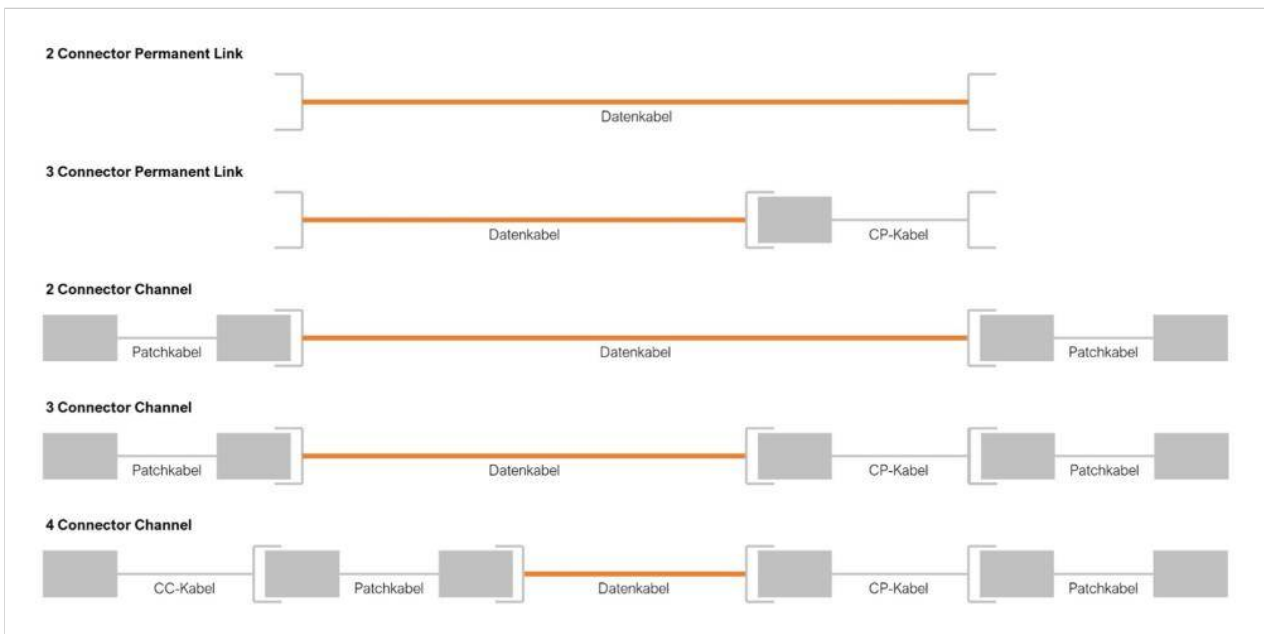 2 Connector Permanent Link
Datenkabel
3 Connector Permanent Link
Datenkabel CP-Kabel
2 Connector Channel
Patchkabel Datenkabel Patchkabel
3 Connector Channel
Patchkabel Datenkabel CP-Kabel Patchkabel
4 Connector Channel
CC-Kabel Patchkabel Datenkabel CP-Kabel Patchkabel